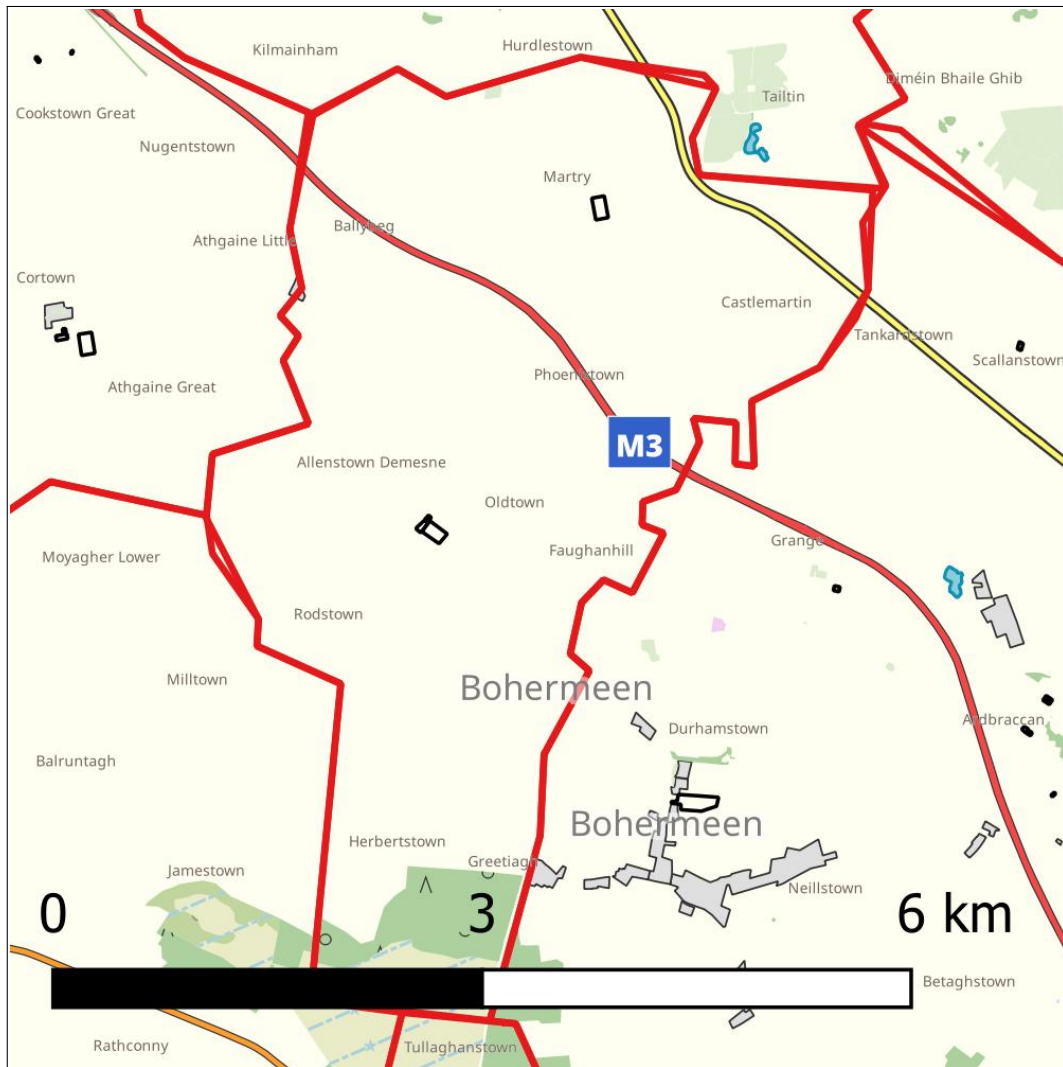 Kilmainham
Hurdlestown
Diméin Bhaile Ghib
Tailtin
Cookstown Great
Nugentstown
Martry
Ballybeg
Athgaine Little
Cortown
Castlemartin
Tankardstown
Scallanstown
Phoenixtown
Athgaine Great
M3
Allenstown Demesne
Oldtown
Grange
Faughanhill
Moyagher Lower
Rodstown
Milltown
Bohermeen
Ardbraccan
Durhamstown
Balruntagh
Bohermeen
Herbertstown
Greetiagh
Jamestown
Neillstown
0 3 6 km
Betaghstown
Rathconny
Tullaghanstown